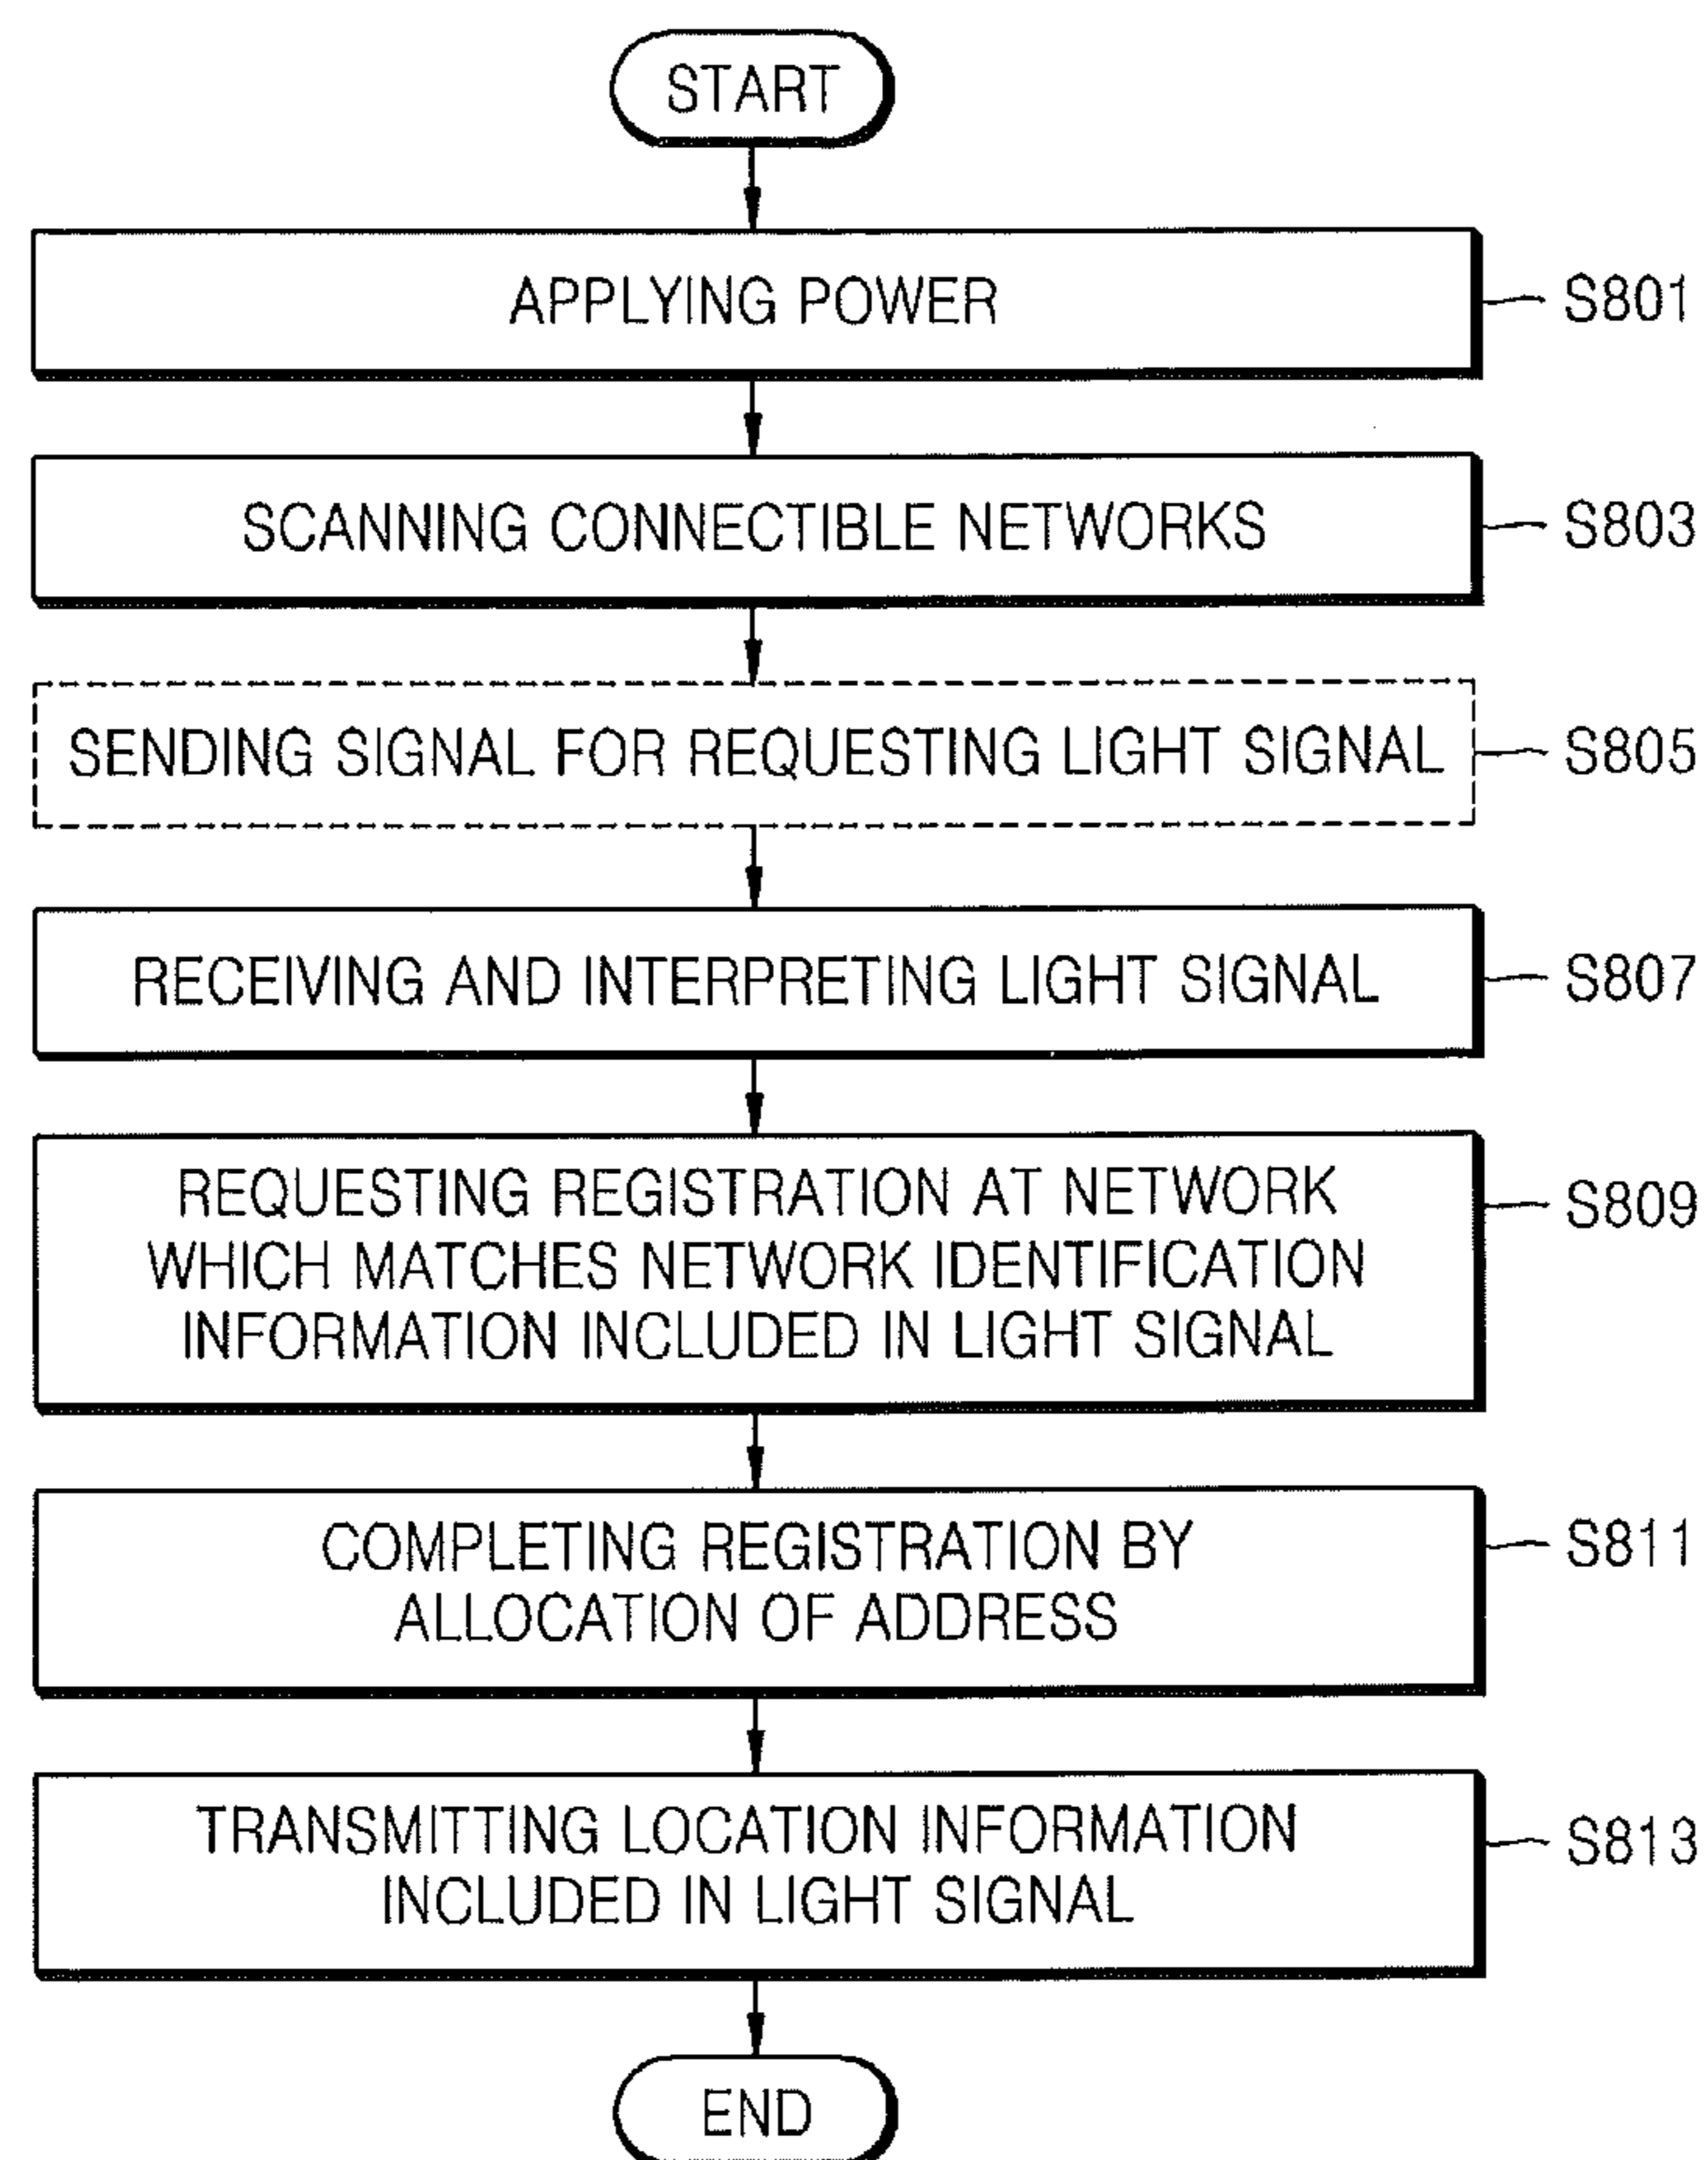 START
APPLYING POWER
S801
SCANNING CONNECTIBLE NETWORKS
S803
SENDING SIGNAL FOR REQUESTING LIGHT SIGNAL
S805
RECEIVING AND INTERPRETING LIGHT SIGNAL
S807
REQUESTING REGISTRATION AT NETWORK
WHICH MATCHES NETWORK IDENTIFICATION
INFORMATION INCLUDED IN LIGHT SIGNAL
S809
COMPLETING REGISTRATION BY
ALLOCATION OF ADDRESS
S811
TRANSMITTING LOCATION INFORMATION
INCLUDED IN LIGHT SIGNAL
S813
END